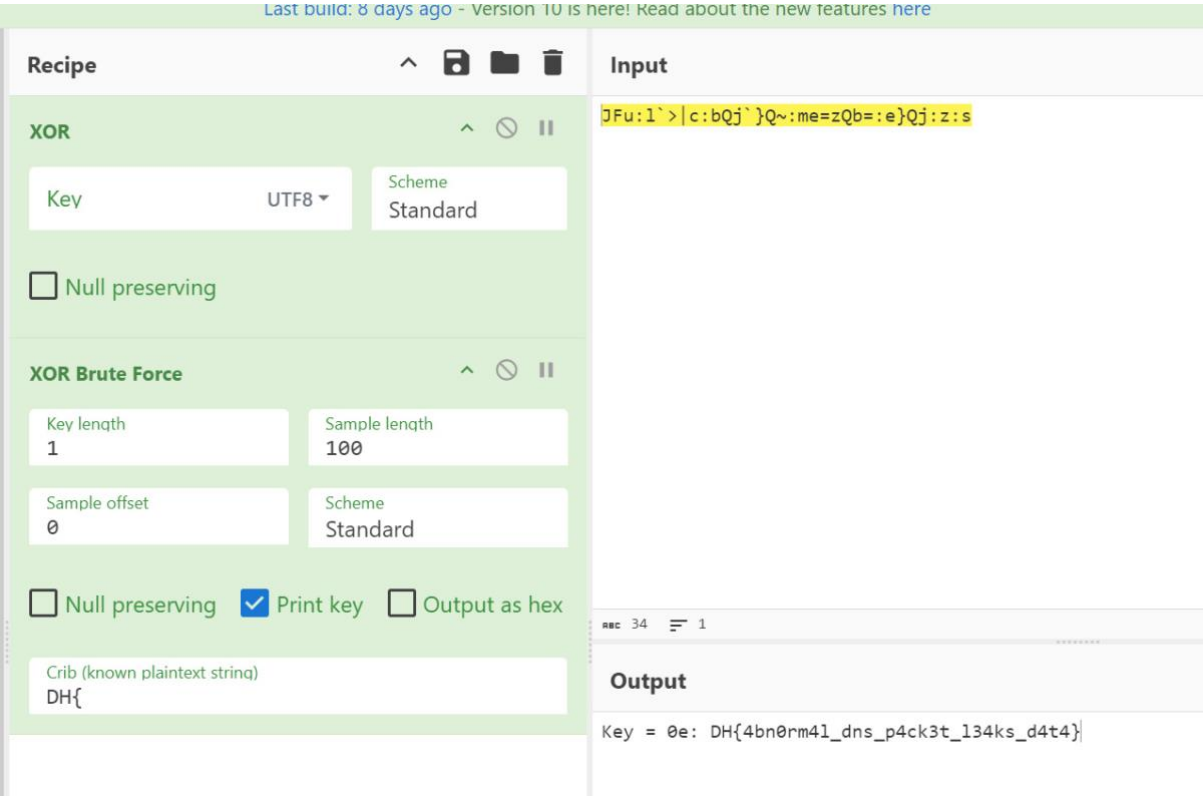 Last build: 8 days ago - Version 10 is here! Read about the new features here
Recipe
Input
XOR
Key
UTF8
Scheme
Standard
Null preserving
XOR Brute Force
Key length
1
Sample length
100
Sample offset
0
Scheme
Standard
Null preserving
Print key
Output as hex
Crib (known plaintext string)
DH{
JFu:l`>|c:bQj`}Q~:me=zQb=:e}Qj:z:s
ABC 34 1
Output
Key = 0e: DH{4bn0rm4l_dns_p4ck3t_l34ks_d4t4}